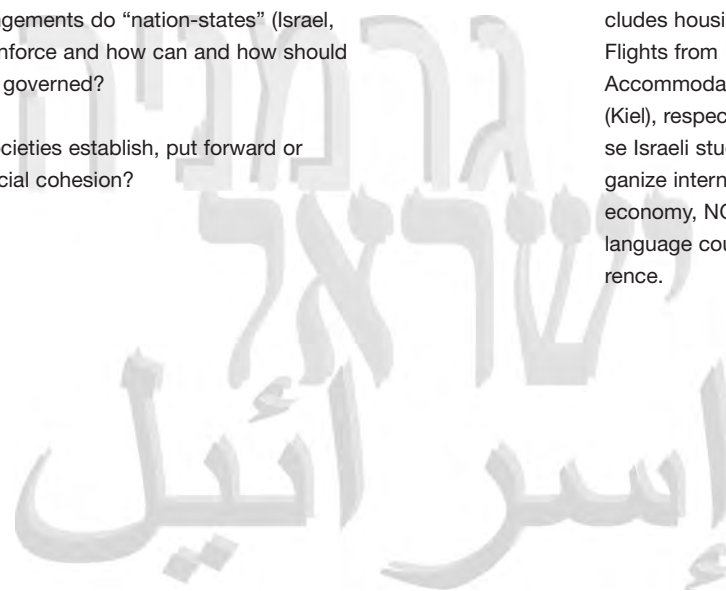 ngements do “nation-states” (Israel,
nforce and how can and how should
governed?
cieties establish, put forward or
cial cohesion?
cludes housi
Flights from
Accommoda
(Kiel), respec
se Israeli stu
ganize intern
economy, NG
language cou
rence.
גרמניה
ישראל
إسرائيل